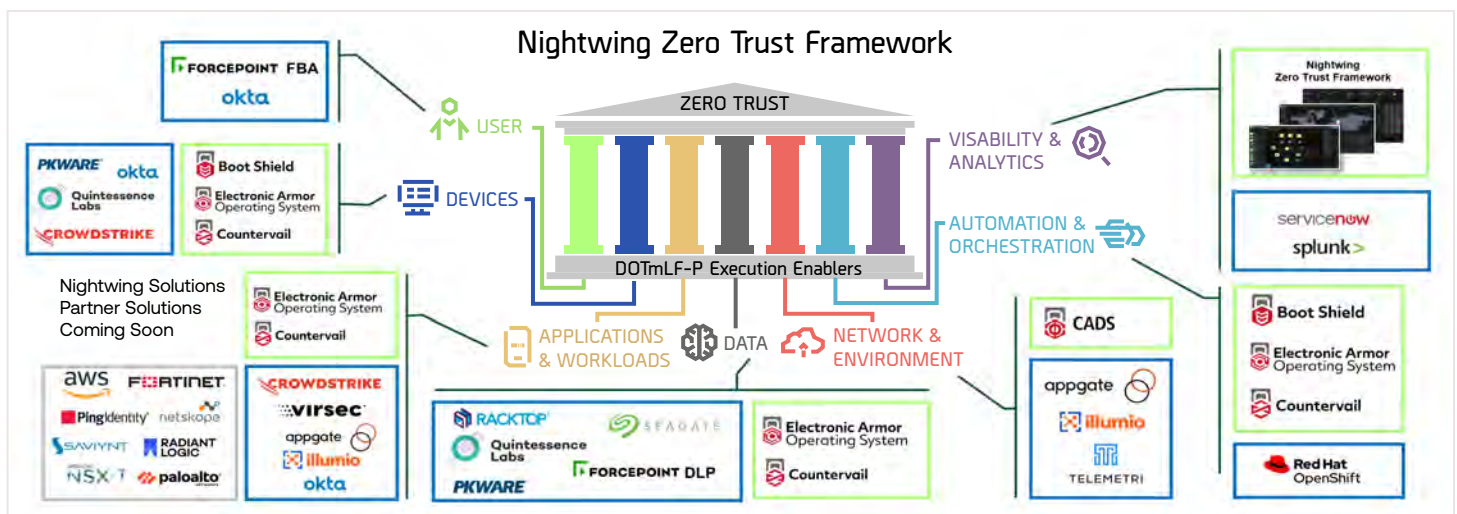 Nightwing Zero Trust Framework
FORCEPOINT FBA
okta
USER
PKWARE
okta
Quintessence
Labs
CROWDSTRIKE
Boot Shield
Electronic Armor
Operating System
Countervail
DEVICES
ZERO TRUST
DOTmLF-P Execution Enablers
VISABILITY &
ANALYTICS
Nightwing
Zero Trust Framework
servicenow
splunk>
AUTOMATION &
ORCHESTRATION
Boot Shield
Electronic Armor
Operating System
Countervail
Red Hat
OpenShift
Nightwing Solutions
Partner Solutions
Coming Soon
Electronic Armor
Operating System
Countervail
APPLICATIONS
& WORKLOADS
DATA
NETWORK &
ENVIRONMENT
aws
FORTINET
PingIdentity
netskope
SAVIYNT
RADIANT
LOGIC
NSX-T
paloalto
CROWDSTRIKE
virsec
appgate
illumio
okta
RACKTOP
SEAGATE
Quintessence
Labs
FORCEPOINT DLP
PKWARE
Electronic Armor
Operating System
Countervail
CADS
appgate
illumio
TELEMETRI